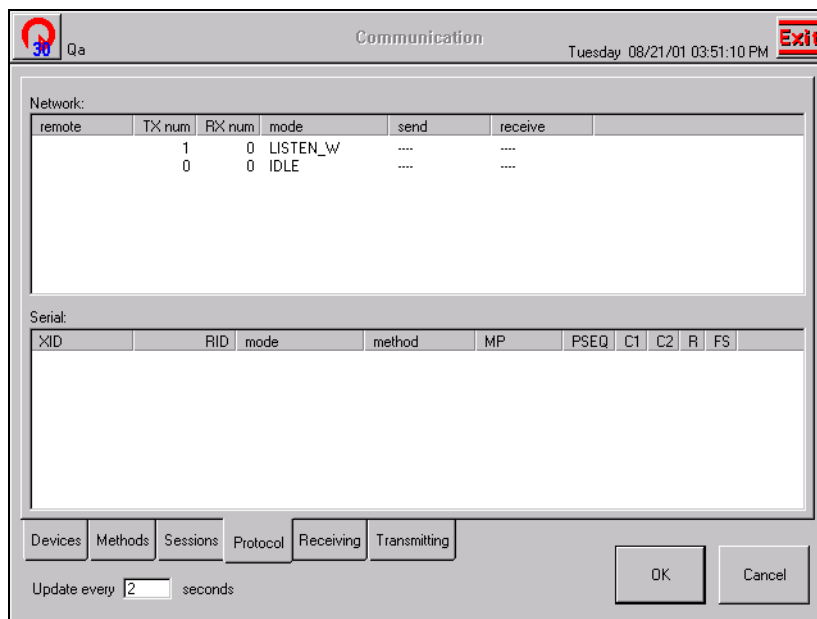 30 Qa Communication Tuesday 08/21/01 03:51:10 PM Exit
Network:
remote TX num RX num mode send receive
1 0 LISTEN_W ---- ----
0 0 IDLE ---- ----
Serial:
XID RID mode method MP PSEQ C1 C2 R FS
Devices Methods Sessions Protocol Receiving Transmitting
OK Cancel
Update every 2 seconds